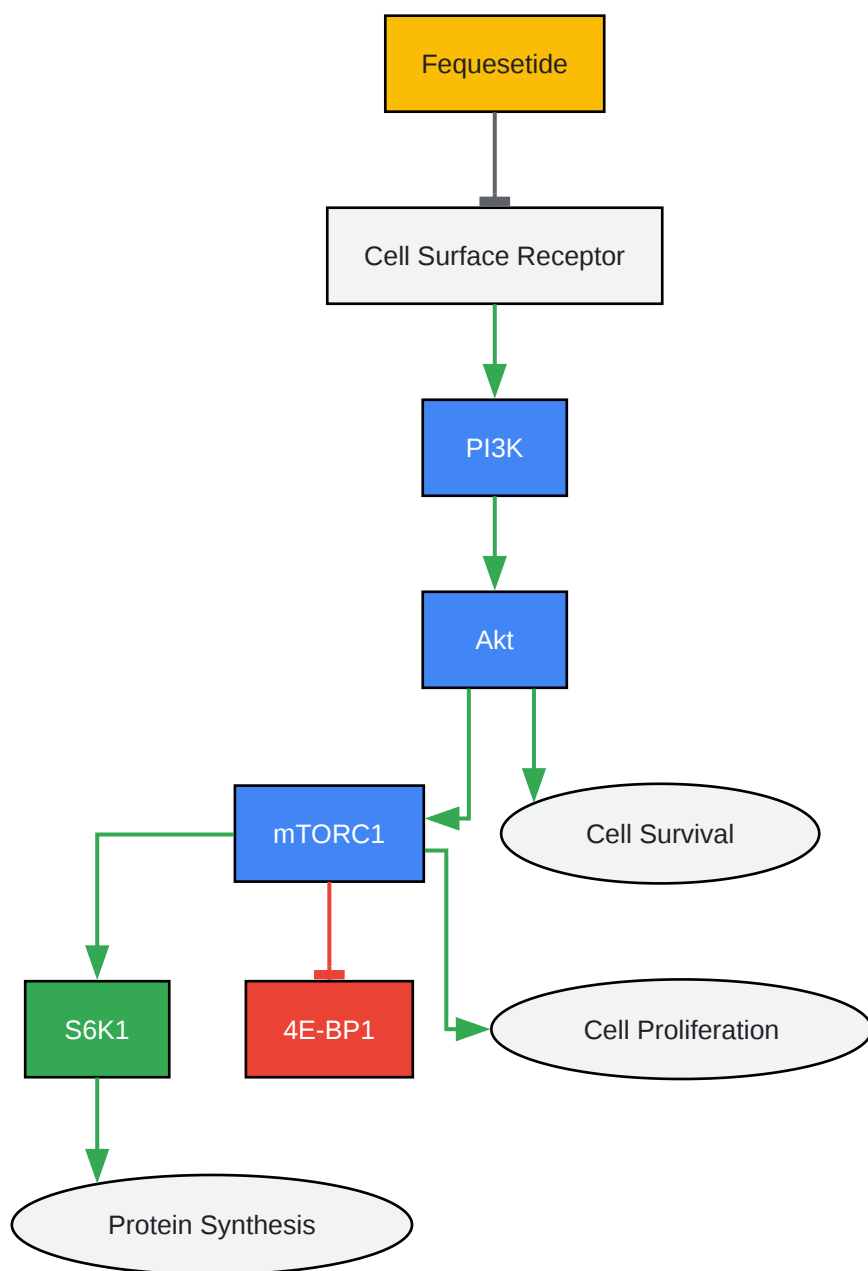 Fequesetide
Cell Surface Receptor
PI3K
Akt
mTORC1
Cell Survival
S6K1
4E-BP1
Cell Proliferation
Protein Synthesis